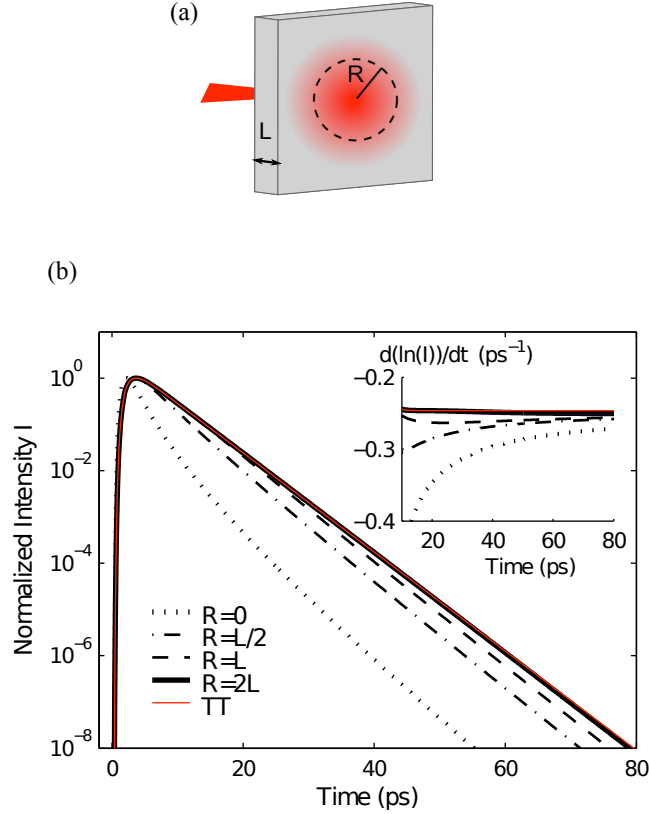 (a)
R
L
(b)
Normalized Intensity I
10⁰
10⁻²
10⁻⁴
10⁻⁶
10⁻⁸
0
20
40
60
80
Time (ps)
R=0
R=L/2
R=L
R=2L
TT
d(ln(I))/dt (ps⁻¹)
−0.2
−0.3
−0.4
20
40
60
80
Time (ps)